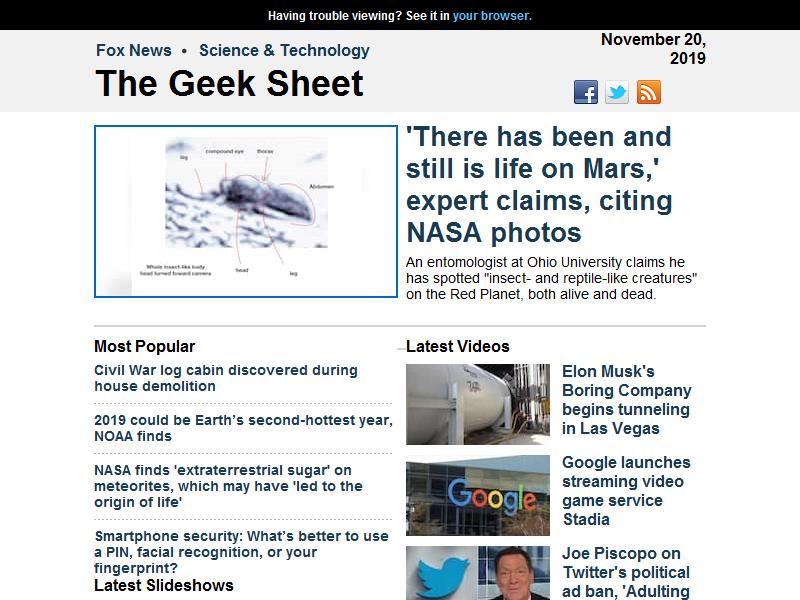 Having trouble viewing? See it in your browser.
Fox News • Science & Technology
The Geek Sheet
November 20,
2019
leg
compound eye
thorax
Abdomen
Whole insect-like body
head turned toward camera
head
leg
'There has been and
still is life on Mars,'
expert claims, citing
NASA photos
An entomologist at Ohio University claims he
has spotted "insect- and reptile-like creatures"
on the Red Planet, both alive and dead.
Most Popular
Civil War log cabin discovered during
house demolition
2019 could be Earth’s second-hottest year,
NOAA finds
NASA finds 'extraterrestrial sugar' on
meteorites, which may have 'led to the
origin of life'
Smartphone security: What’s better to use
a PIN, facial recognition, or your
fingerprint?
Latest Slideshows
Latest Videos
Elon Musk's
Boring Company
begins tunneling
in Las Vegas
Google
Google launches
streaming video
game service
Stadia
Joe Piscopo on
Twitter's political
ad ban, 'Adulting